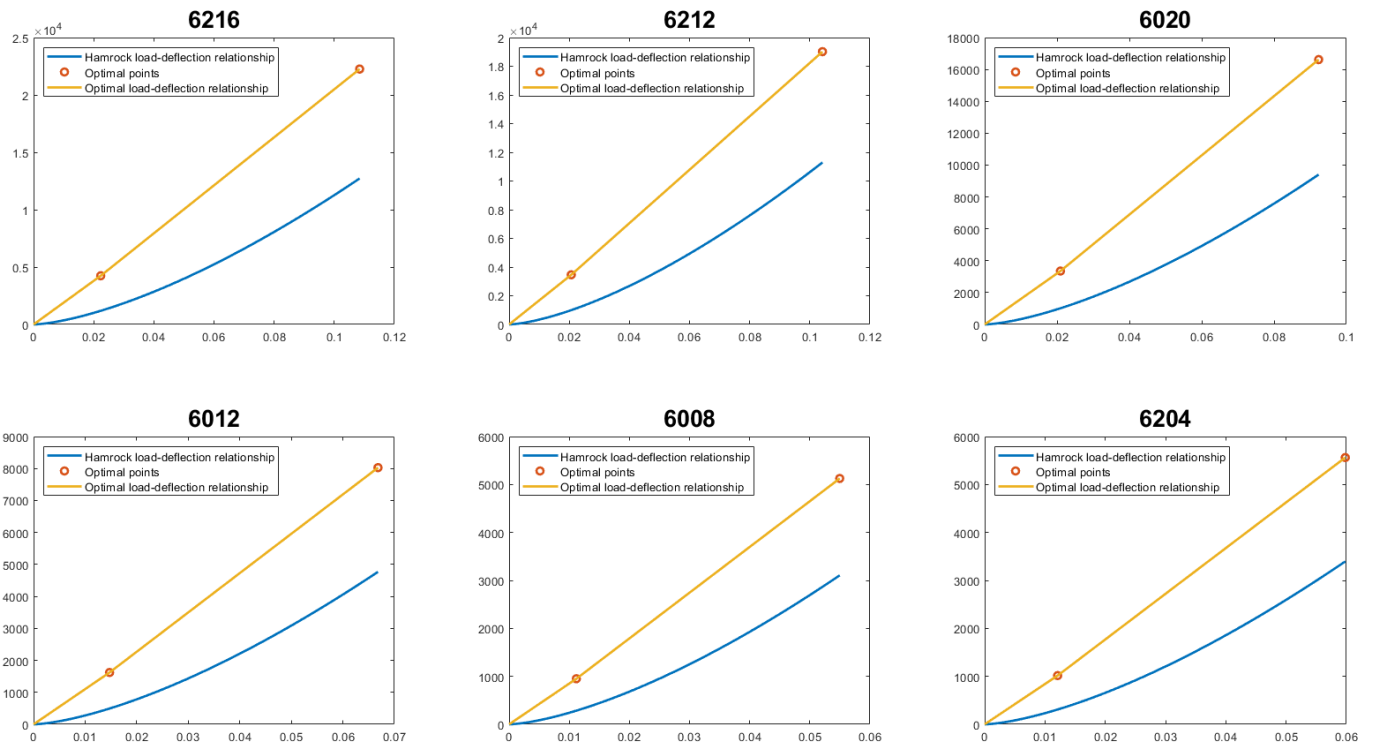 6216
×10⁴
2.5
2
1.5
1
0.5
0
0 0.02 0.04 0.06 0.08 0.1 0.12
Hamrock load-deflection relationship
Optimal points
Optimal load-deflection relationship
6212
×10⁴
2
1.8
1.6
1.4
1.2
1
0.8
0.6
0.4
0.2
0
0 0.02 0.04 0.06 0.08 0.1 0.12
Hamrock load-deflection relationship
Optimal points
Optimal load-deflection relationship
6020
18000
16000
14000
12000
10000
8000
6000
4000
2000
0
0 0.02 0.04 0.06 0.08 0.1
Hamrock load-deflection relationship
Optimal points
Optimal load-deflection relationship
6012
9000
8000
7000
6000
5000
4000
3000
2000
1000
0
0 0.01 0.02 0.03 0.04 0.05 0.06 0.07
Hamrock load-deflection relationship
Optimal points
Optimal load-deflection relationship
6008
6000
5000
4000
3000
2000
1000
0
0 0.01 0.02 0.03 0.04 0.05 0.06
Hamrock load-deflection relationship
Optimal points
Optimal load-deflection relationship
6204
6000
5000
4000
3000
2000
1000
0
0 0.01 0.02 0.03 0.04 0.05 0.06
Hamrock load-deflection relationship
Optimal points
Optimal load-deflection relationship